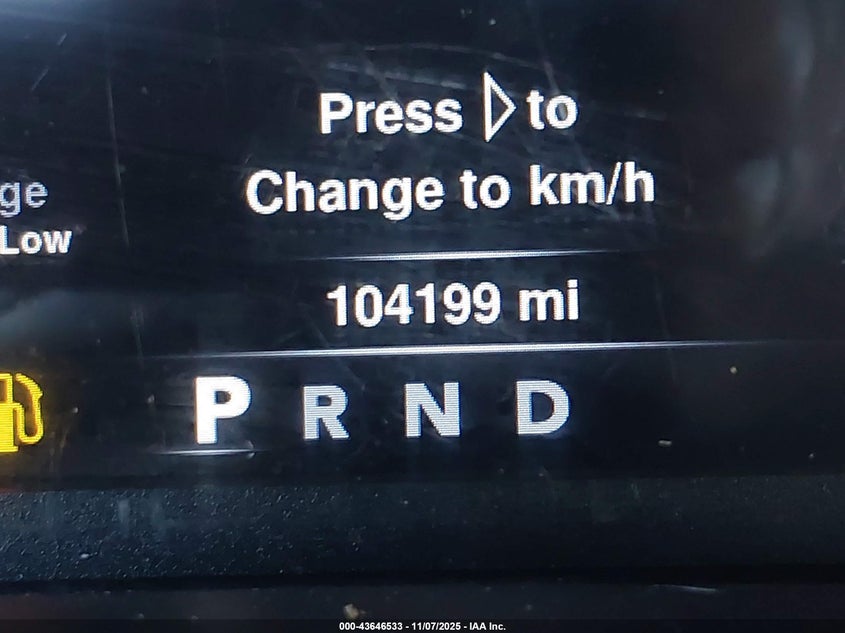 Press ▷ to
Change to km/h
ge
Low
104199 mi
P R N D
000-43646533 - 11/07/2025 - IAA Inc.